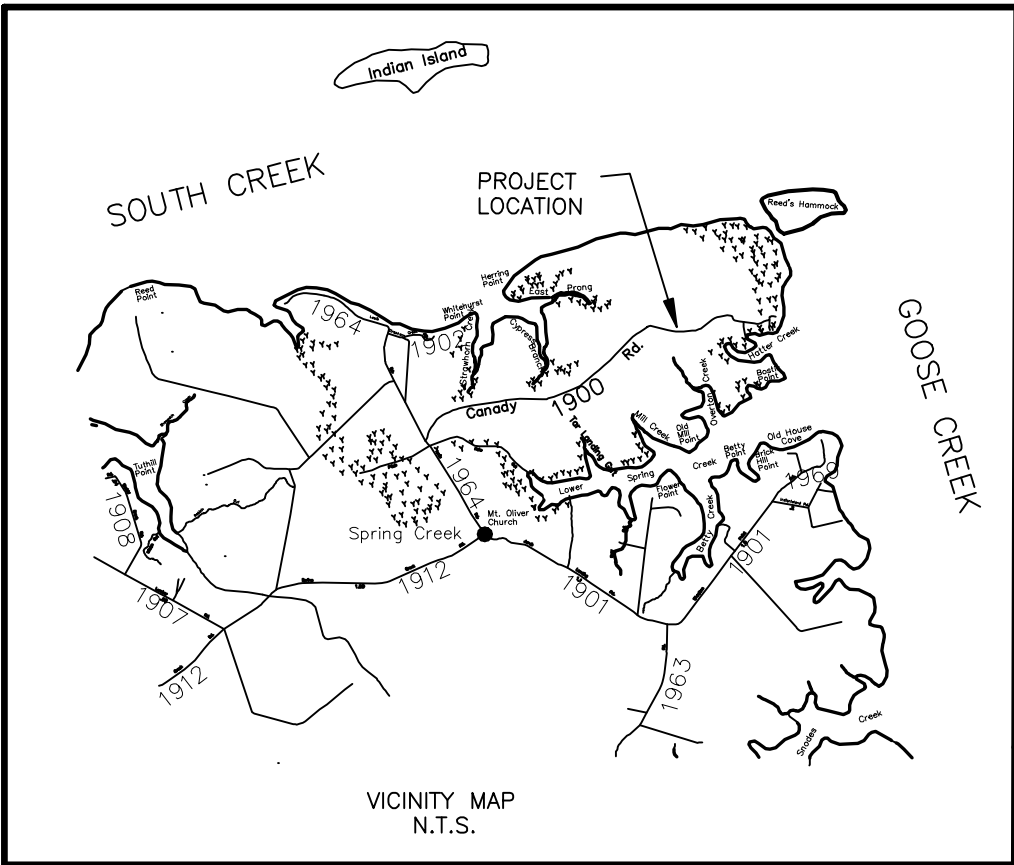 Indian Island
SOUTH CREEK
PROJECT
LOCATION
Reed's Hammock
Herring
Point
East Prong
Reed
Point
1964
Whitehurst
Point
1902
Cypress
Branch
Hatter Creek
GOOSE CREEK
Rd.
Creek
Overton
Canady
1900
Mill Creek
Old
Mill
Point
Betty
Point
Old House
Cove
Brick
Hill
Point
Tuthill
Point
1964
Lower
Spring
Creek
Flower
Point
1969
1908
Mt. Oliver
Church
Spring Creek
Betty Creek
1901
1912
1901
1907
1912
1963
Snodes
Creek
VICINITY MAP
N.T.S.